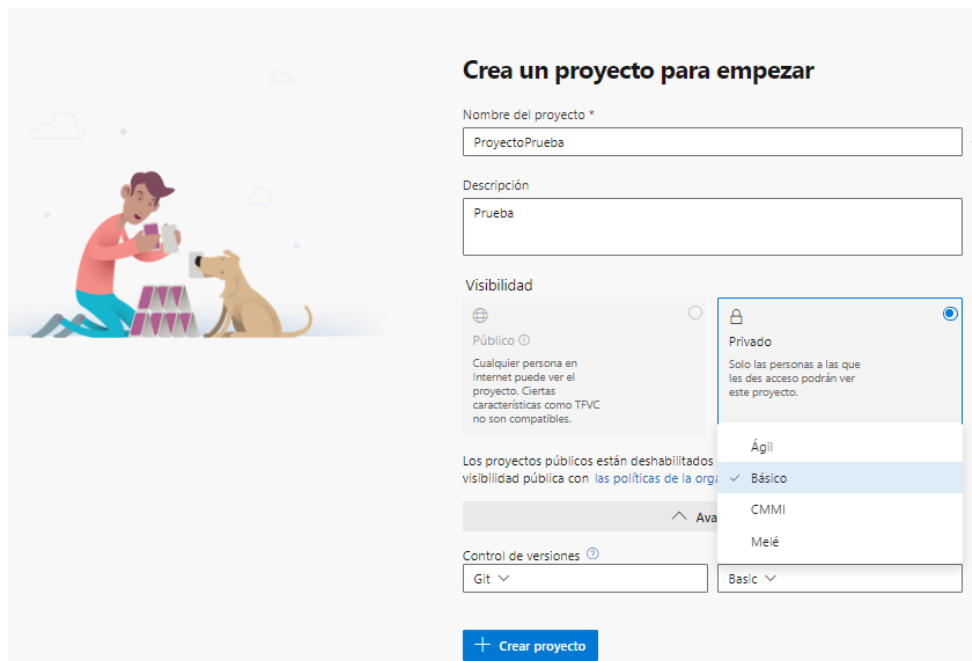 Crea un proyecto para empezar
Nombre del proyecto *
ProyectoPrueba
Descripción
Prueba
Visibilidad
Público
Cualquier persona en
Internet puede ver el
proyecto. Ciertas
características como TFVC
no son compatibles.
Privado
Solo las personas a las que
les des acceso podrán ver
este proyecto.
Los proyectos públicos están deshabilitados
visibilidad pública con las políticas de la
Ágil
Básico
CMMI
Melé
Control de versiones
Git
Basic
+ Crear proyecto